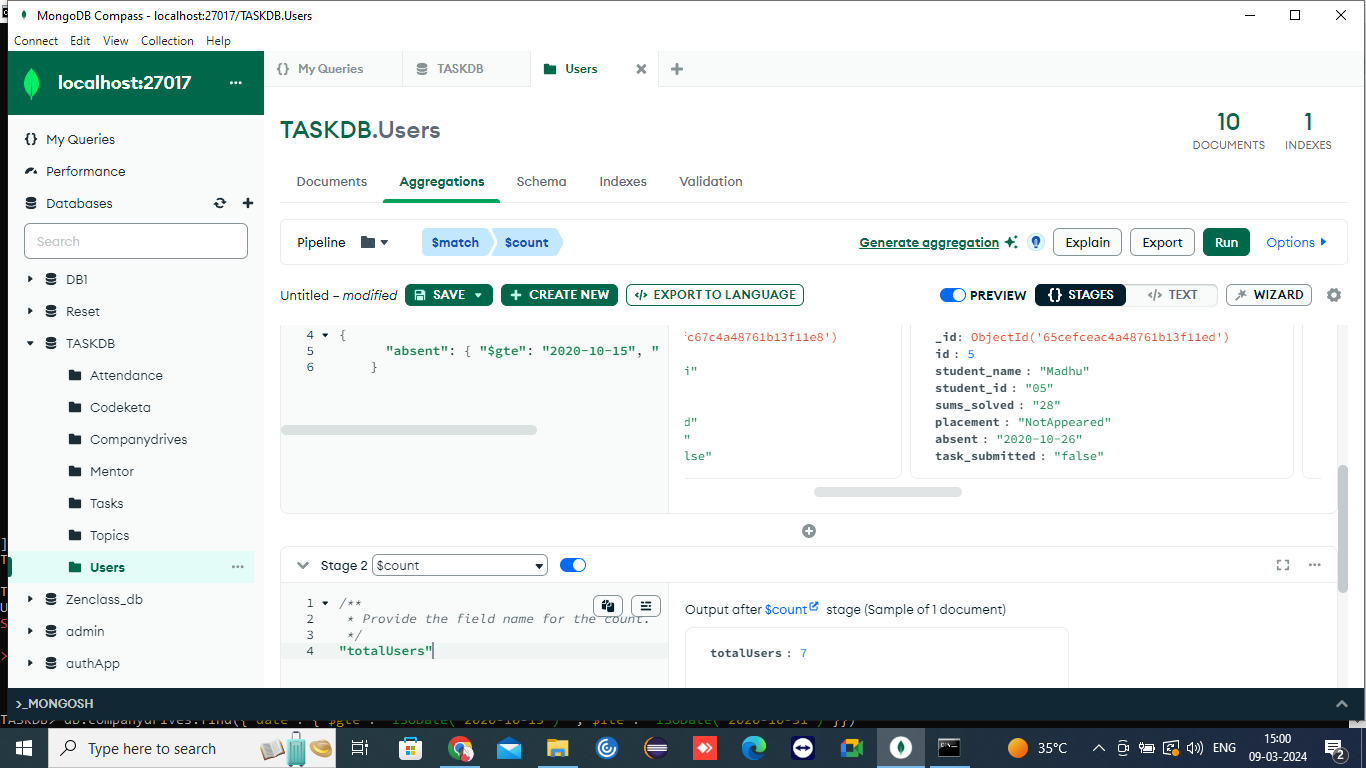 MongoDB Compass - localhost:27017/TASKDB.Users
Connect Edit View Collection Help
localhost:27017
My Queries
TASKDB
Users
My Queries
Performance
Databases
Search
DB1
Reset
TASKDB
Attendance
Codeketa
Companydrives
Mentor
Tasks
Topics
Users
Zenclass_db
admin
authApp
TASKDB.Users
10
DOCUMENTS
1
INDEXES
Documents Aggregations Schema Indexes Validation
Pipeline $match $count Generate aggregation Explain Export Run Options
Untitled – modified SAVE + CREATE NEW </> EXPORT TO LANGUAGE PREVIEW {} STAGES </> TEXT WIZARD
4 {
5 "absent": { "$gte": "2020-10-15", "
6 }
fc67c4a48761b13f11e8')
i"
d"
"
lse"
_id: ObjectId('65cefceac4a48761b13f11ed')
id : 5
student_name : "Madhu"
student_id : "05"
sums_solved : "28"
placement : "NotAppeared"
absent : "2020-10-26"
task_submitted : "false"
Stage 2 $count
1 /**
2 * Provide the field name for the count.
3 */
4 "totalUsers"
Output after $count stage (Sample of 1 document)
totalUsers : 7
>_MONGOSH
TASKDB> db.companydrives.find({ date : { $gte : ISODate( 2020-10-15 ) , $lte : ISODate( 2020-10-31 ) }})
Type here to search
35°C
ENG
15:00
09-03-2024
2